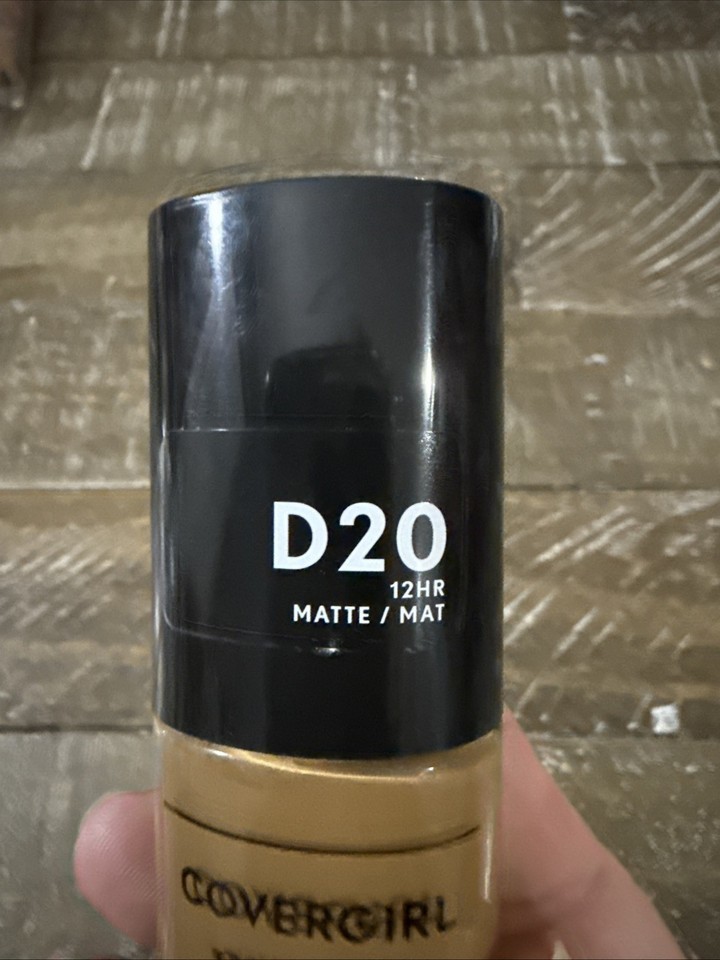 D20
12HR
MATTE / MAT
COVERGIRL